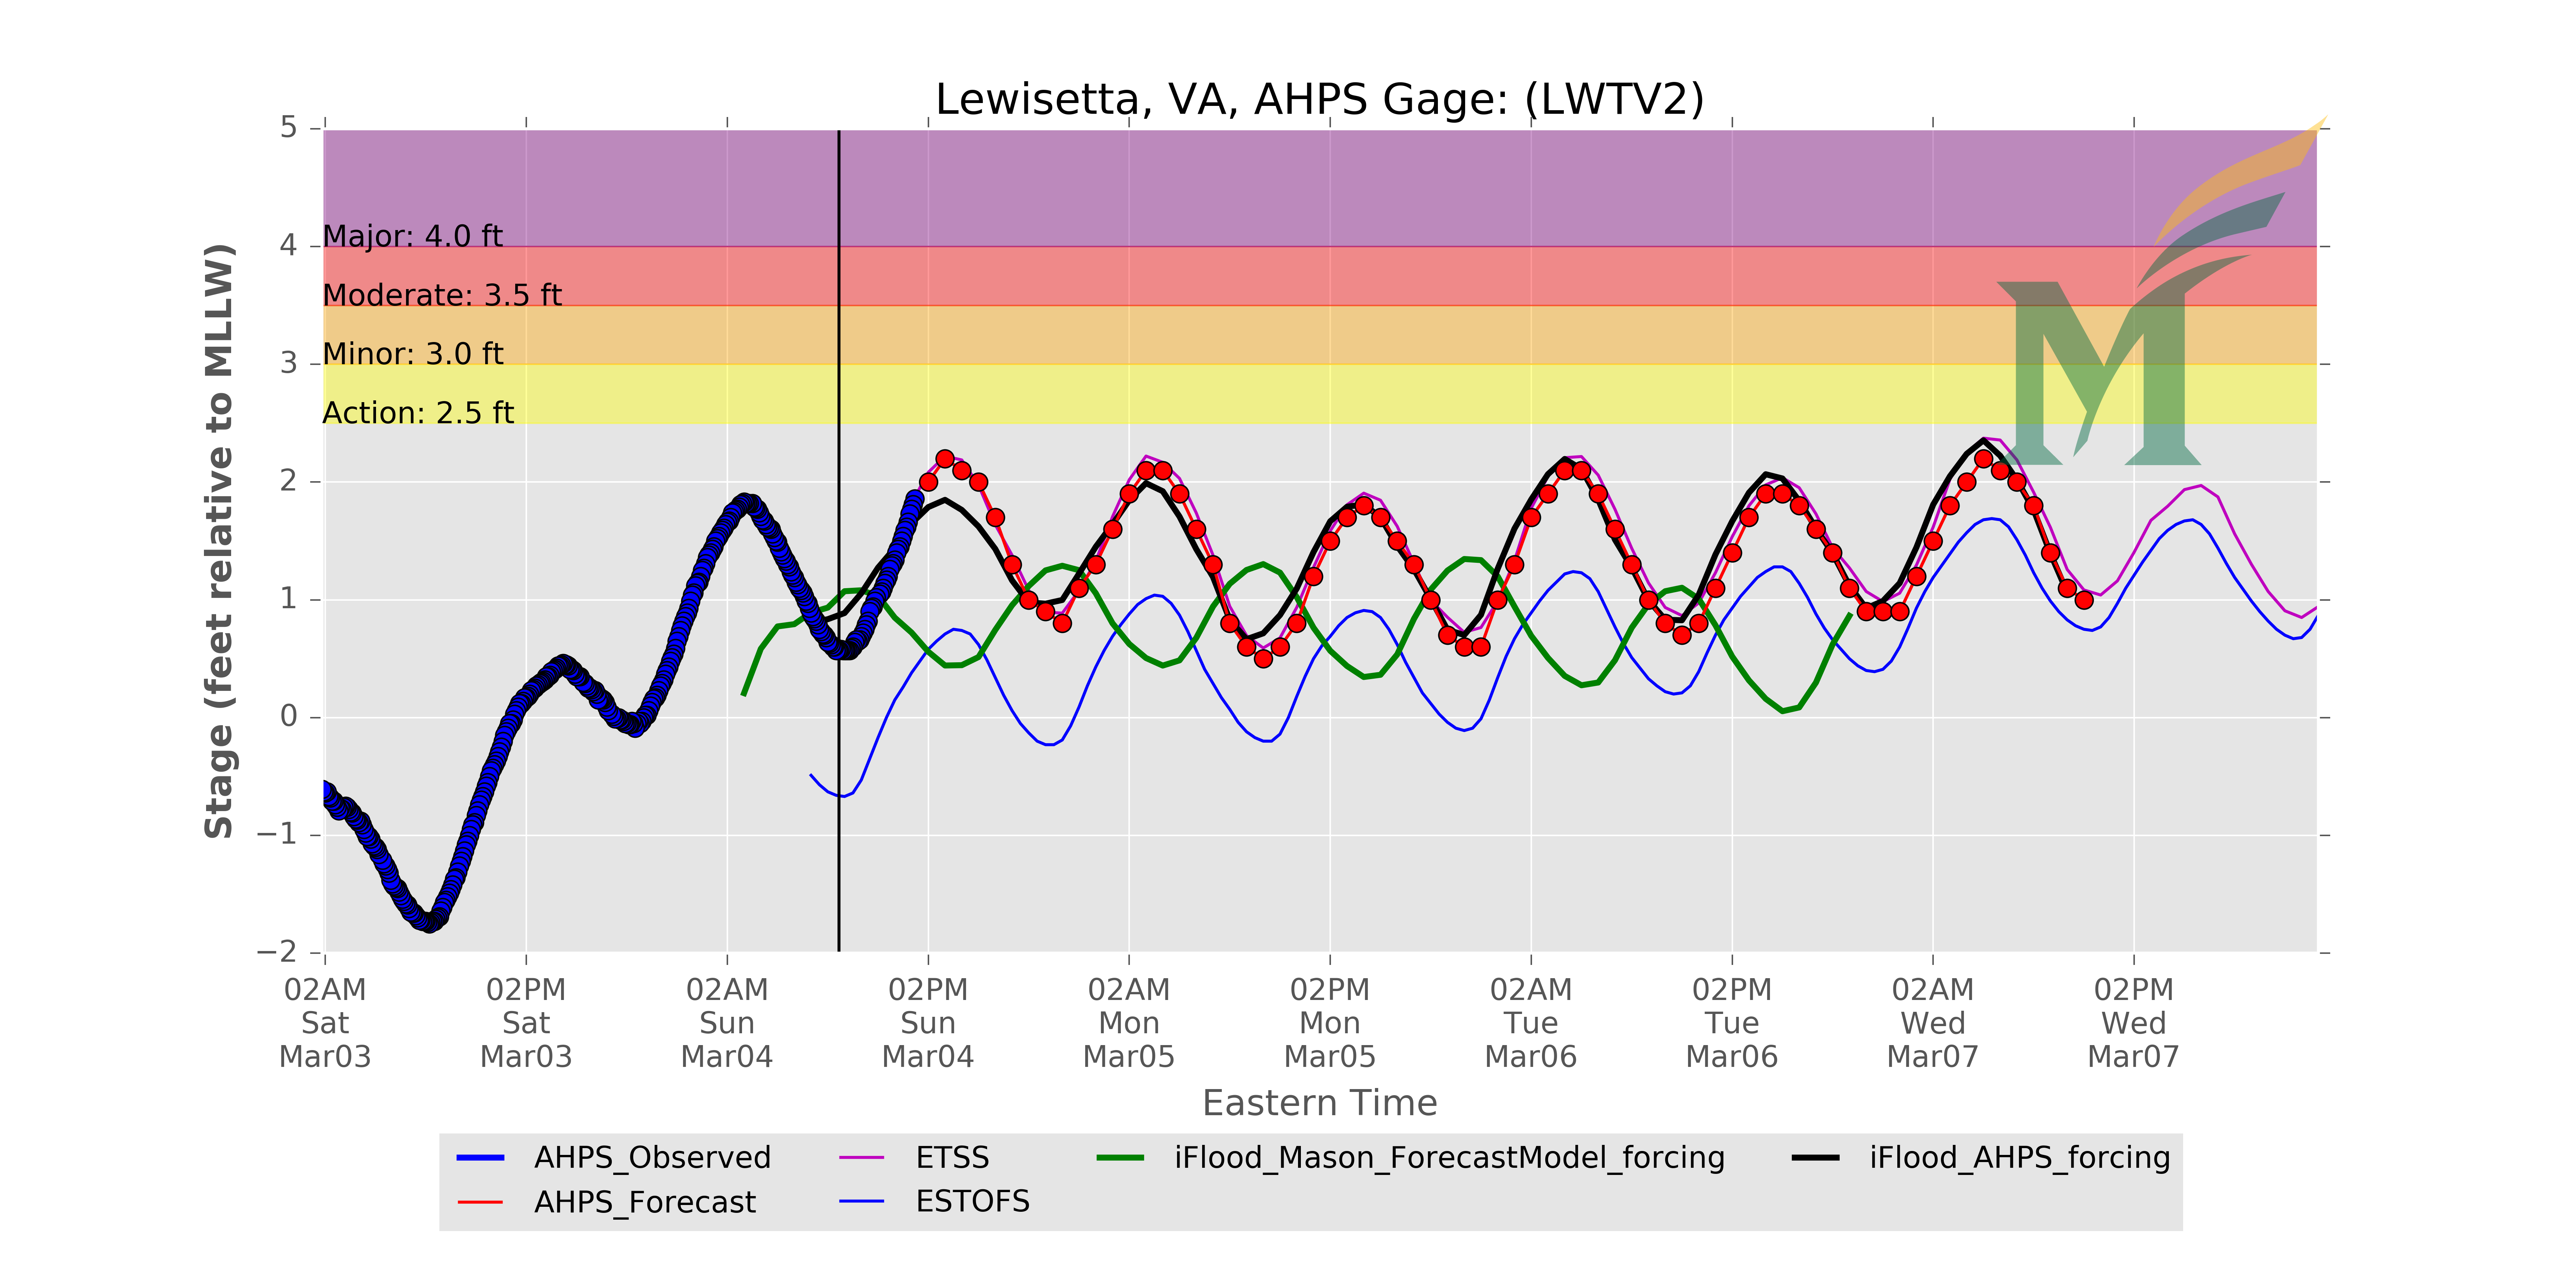 Lewisetta, VA, AHPS Gage: (LWTV2)
Stage (feet relative to MLLW)
5
4
3
2
1
0
−1
−2
Major: 4.0 ft
Moderate: 3.5 ft
Minor: 3.0 ft
Action: 2.5 ft
M
02AM 02PM 02AM 02PM 02AM 02PM 02AM 02PM 02AM 02PM
Sat Sat Sun Sun Mon Mon Tue Tue Wed Wed
Mar03 Mar03 Mar04 Mar04 Mar05 Mar05 Mar06 Mar06 Mar07 Mar07
Eastern Time
AHPS_Observed ETSS iFlood_Mason_ForecastModel_forcing iFlood_AHPS_forcing
AHPS_Forecast ESTOFS